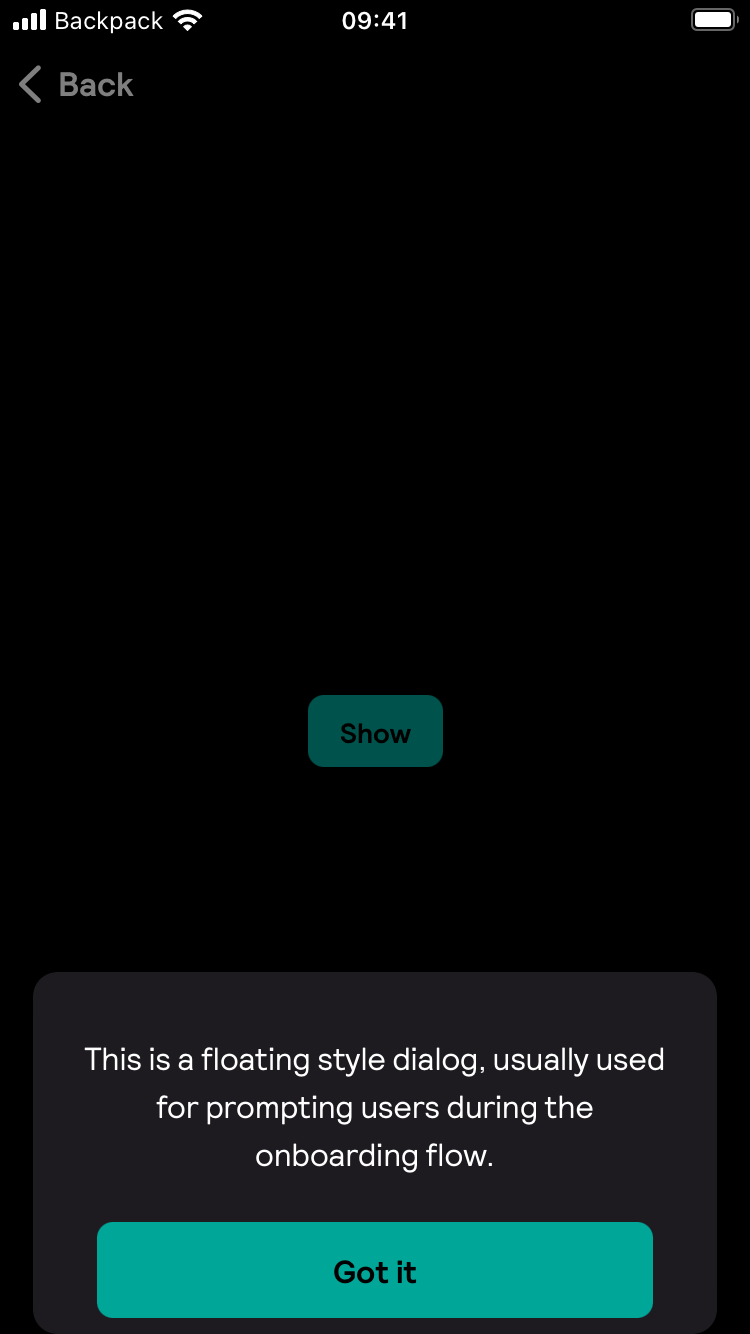 Backpack 09:41
Back
Show
This is a floating style dialog, usually used
for prompting users during the
onboarding flow.
Got it